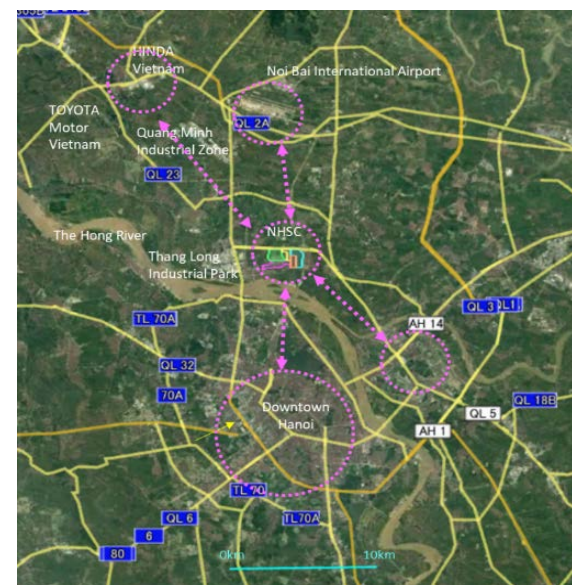 HINDA
Vietnam
Noi Bai International Airport
TOYOTA
Motor
Vietnam
QL 2A
Quang Minh
Industrial Zone
QL 23
The Hong River
NHSC
Thang Long
Industrial Park
TL 70A
AH 14
QL 3
QL1
QL 32
70A
QL 18B
Downtown
Hanoi
QL 5
AH 1
TL 70
QL 6
TL70A
6
80
0km
10km